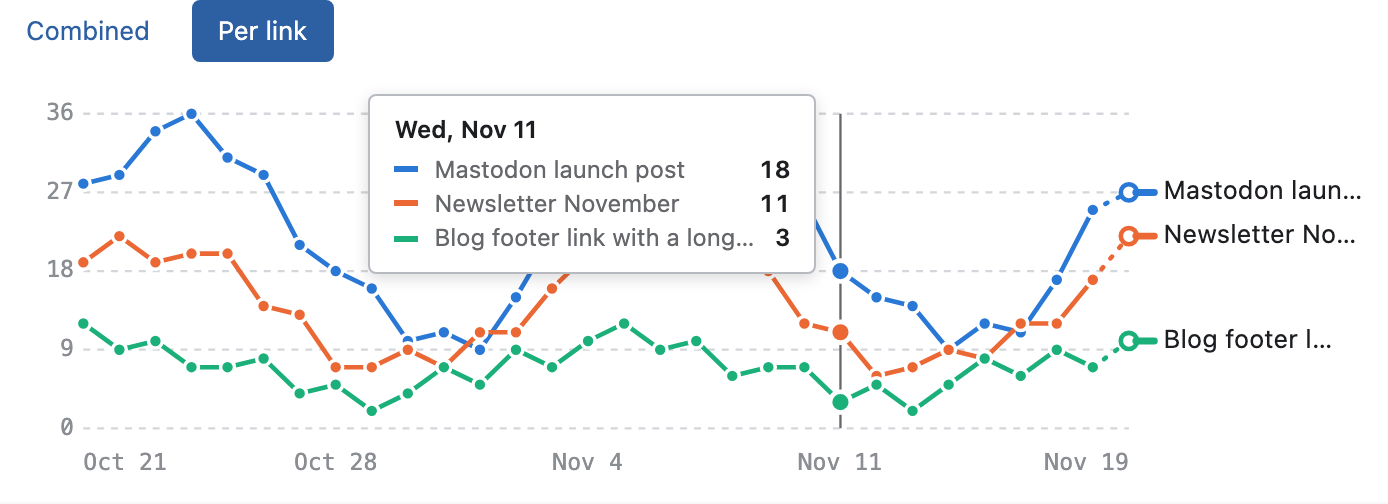 Combined
Per link
36
27
18
9
0
Wed, Nov 11
Mastodon launch post 18
Newsletter November 11
Blog footer link with a long... 3
Mastodon laun...
Newsletter No...
Blog footer l...
Oct 21 Oct 28 Nov 4 Nov 11 Nov 19